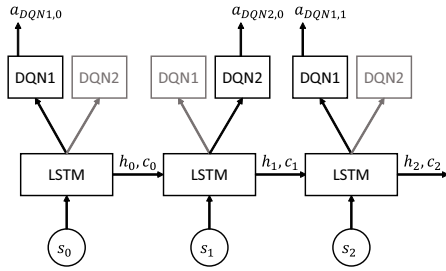 a_{DQN1,0} a_{DQN2,0} a_{DQN1,1}
DQN1 DQN2 DQN1 DQN2 DQN1 DQN2
LSTM h_0, c_0 LSTM h_1, c_1 LSTM h_2, c_2
s_0 s_1 s_2